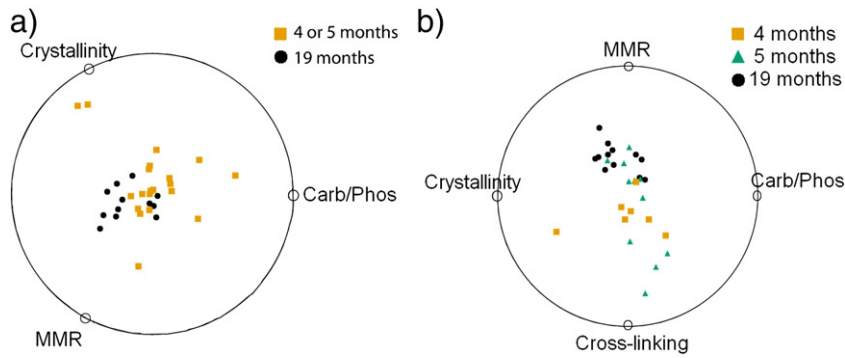 a)
4 or 5 months
19 months
Crystallinity
Carb/Phos
MMR
b)
4 months
5 months
19 months
MMR
Crystallinity
Carb/Phos
Cross-linking